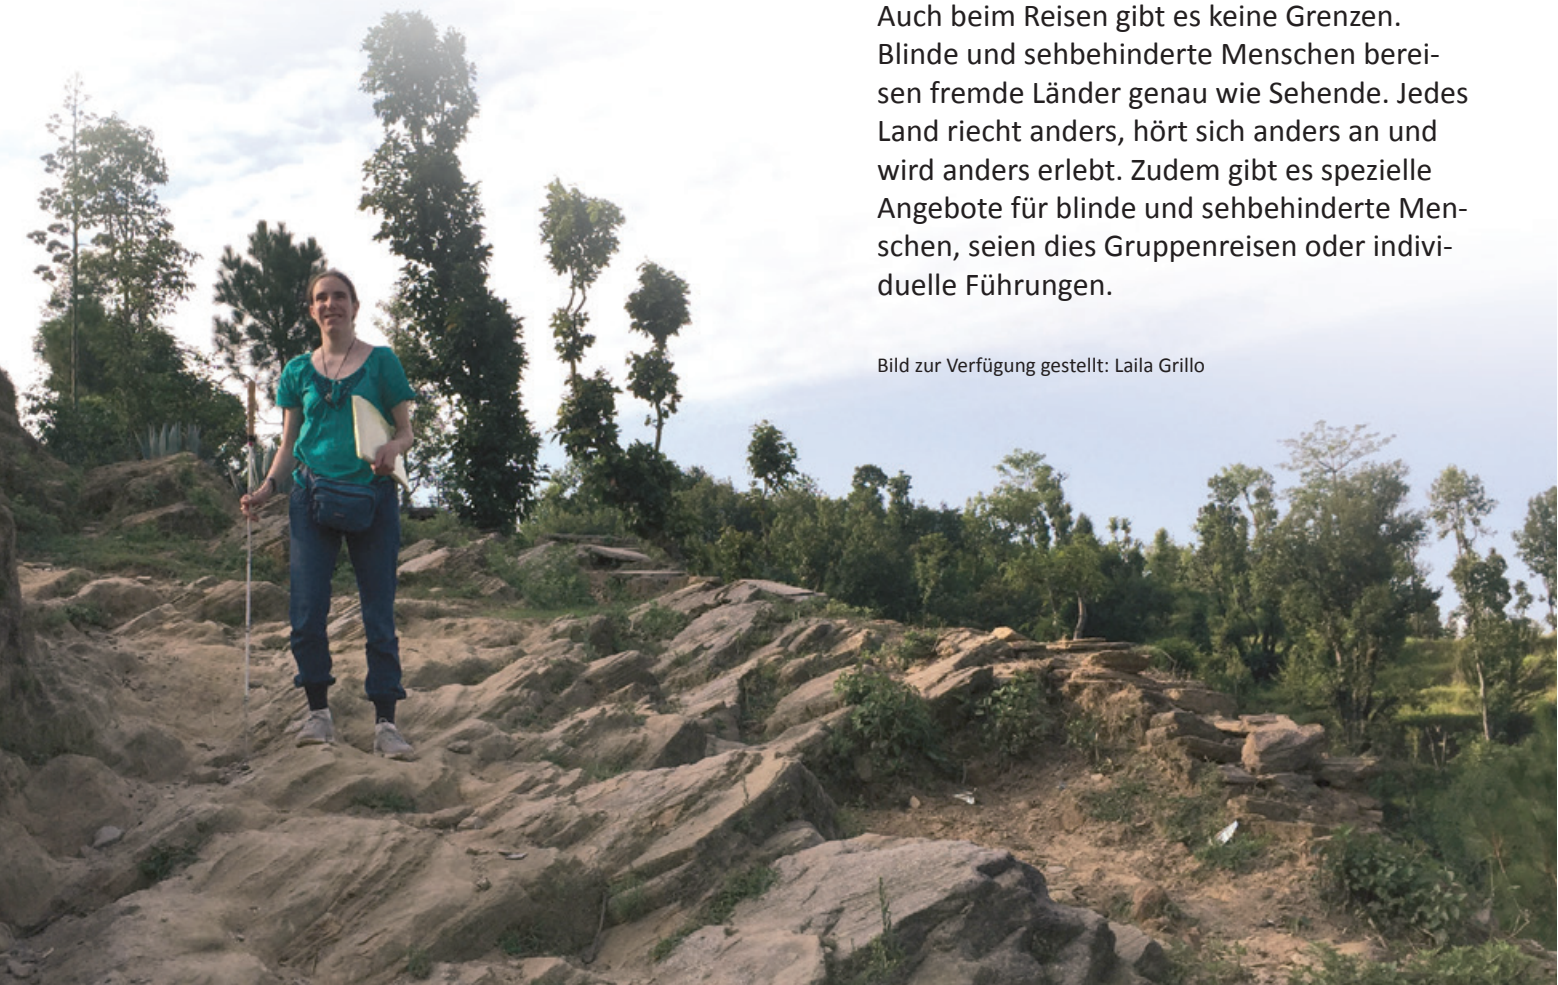 Auch beim Reisen gibt es keine Grenzen.
Blinde und sehbehinderte Menschen berei-
sen fremde Länder genau wie Sehende. Jedes
Land riecht anders, hört sich anders an und
wird anders erlebt. Zudem gibt es spezielle
Angebote für blinde und sehbehinderte Men-
schen, seien dies Gruppenreisen oder indivi-
duelle Führungen.
Bild zur Verfügung gestellt: Laila Grillo